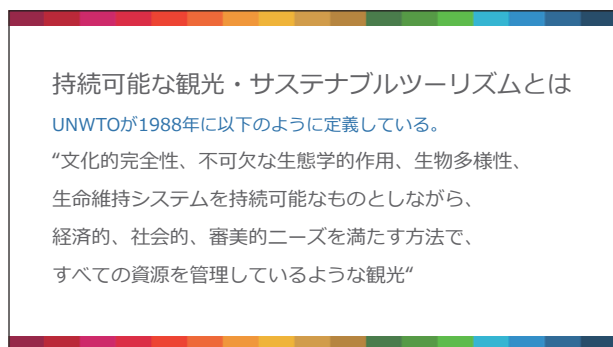 持続可能な観光・サステナブルツーリズムとは
UNWTOが1988年に以下のように定義している。
“文化的完全性、不可欠な生態学的作用、生物多様性、
生命維持システムを持続可能なものとしながら、
経済的、社会的、審美的ニーズを満たす方法で、
すべての資源を管理しているような観光“